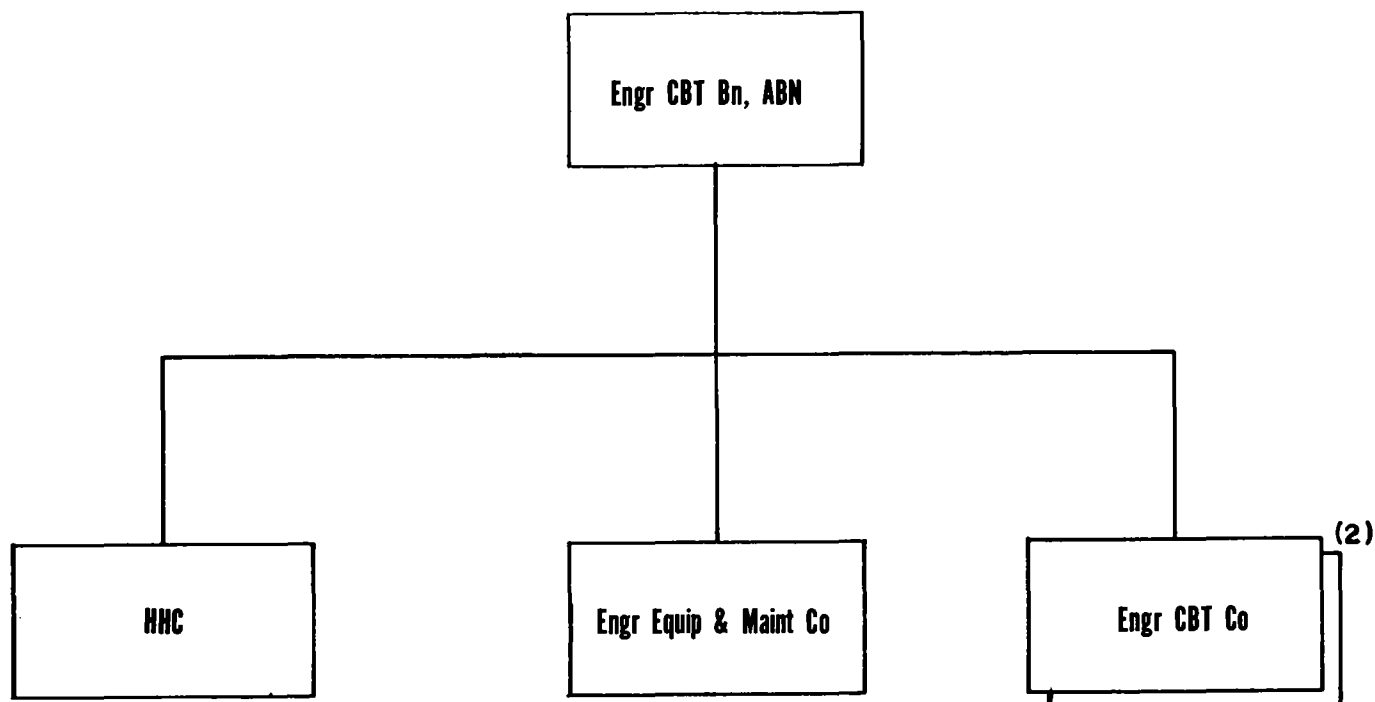 Engr CBT Bn, ABN
(2)
HHC
Engr Equip & Maint Co
Engr CBT Co